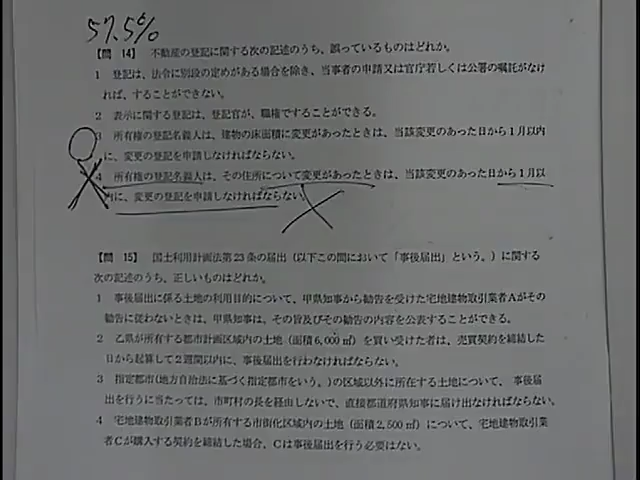 57.5%
【問 14】 不動産の登記に関する次の記述のうち、誤っているものはどれか。
1 登記は、法令に別段の定めがある場合を除き、当事者の申請又は官庁若しくは公署の嘱託がなけ
れば、することができない。
2 表示に関する登記は、登記官が、職権ですることができる。
3 所有権の登記名義人は、建物の床面積に変更があったときは、当該変更のあった日から1月以内
に、変更の登記を申請しなければならない。
4 所有権の登記名義人は、その住所について変更があったときは、当該変更のあった日から1月以
内に、変更の登記を申請しなければならない。
【問 15】 国土利用計画法第23条の届出（以下この問において「事後届出」という。）に関する
次の記述のうち、正しいものはどれか。
1 事後届出に係る土地の利用目的について、甲県知事から勧告を受けた宅地建物取引業者Aがその
勧告に従わないときは、甲県知事は、その旨及びその勧告の内容を公表することができる。
2 乙県が所有する都市計画区域内の土地（面積6,000㎡）を買い受けた者は、売買契約を締結した
日から起算して2週間以内に、事後届出を行わなければならない。
3 指定都市（地方自治法に基づく指定都市をいう。）の区域以外に所在する土地について、事後届
出を行うに当たっては、市町村の長を経由しないで、直接都道府県知事に届け出なければならない。
4 宅地建物取引業者Bが所有する市街化区域内の土地（面積2,500㎡）について、宅地建物取引業
者Cが購入する契約を締結した場合、Cは事後届出を行う必要はない。